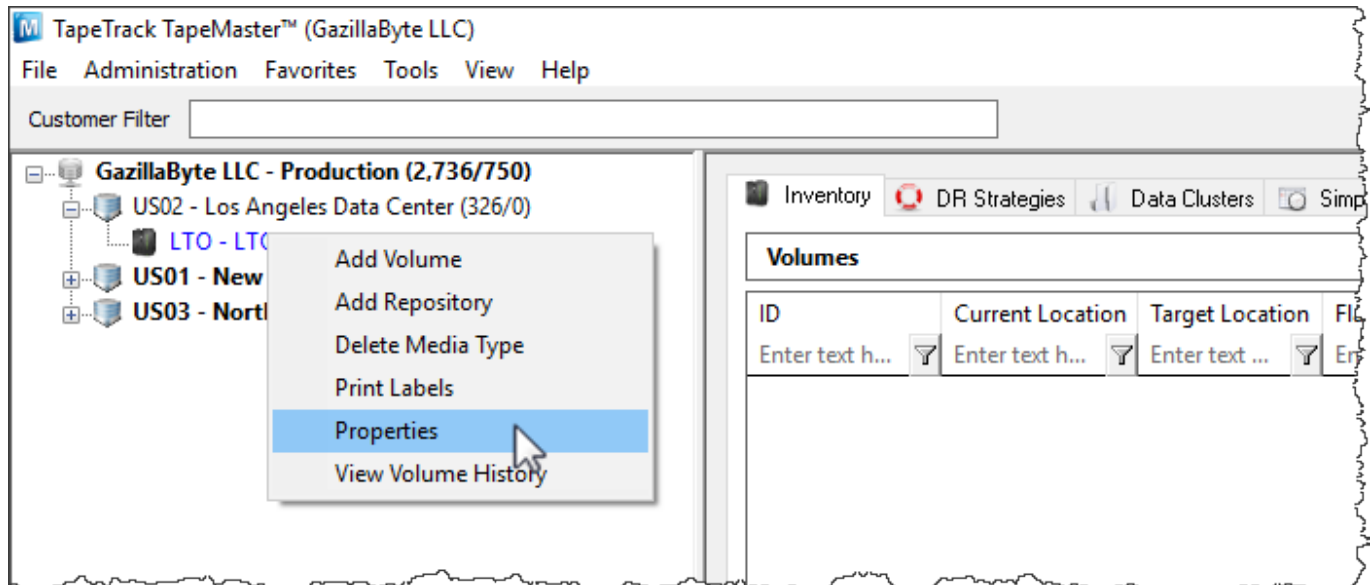 TapeTrack TapeMaster™ (GazillaByte LLC)
File Administration Favorites Tools View Help
Customer Filter
GazillaByte LLC - Production (2,736/750)
US02 - Los Angeles Data Center (326/0)
LTO -
US01 - New
US03 -
Add Volume
Add Repository
Delete Media Type
Print Labels
Properties
View Volume History
Inventory DR Strategies Data Clusters
Volumes
ID Current Location Target Location
Enter text h... Enter text h... Enter text ...